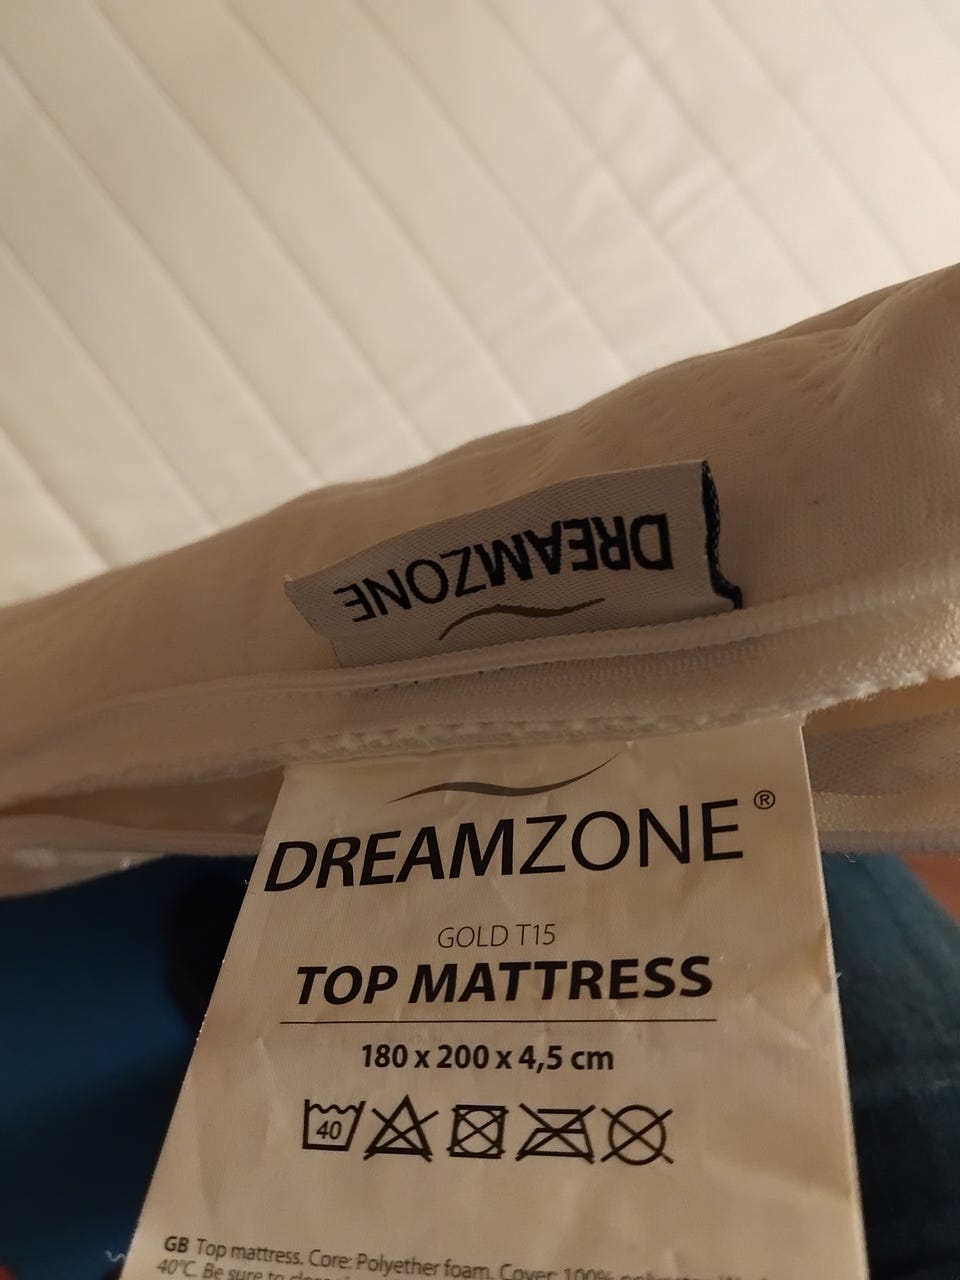 DREAMZONE
DREAMZONE®
GOLD T15
TOP MATTRESS
180 x 200 x 4,5 cm
40
GB Top mattress. Core: Polyether foam. Cover: 100%
40°C. Be sure to